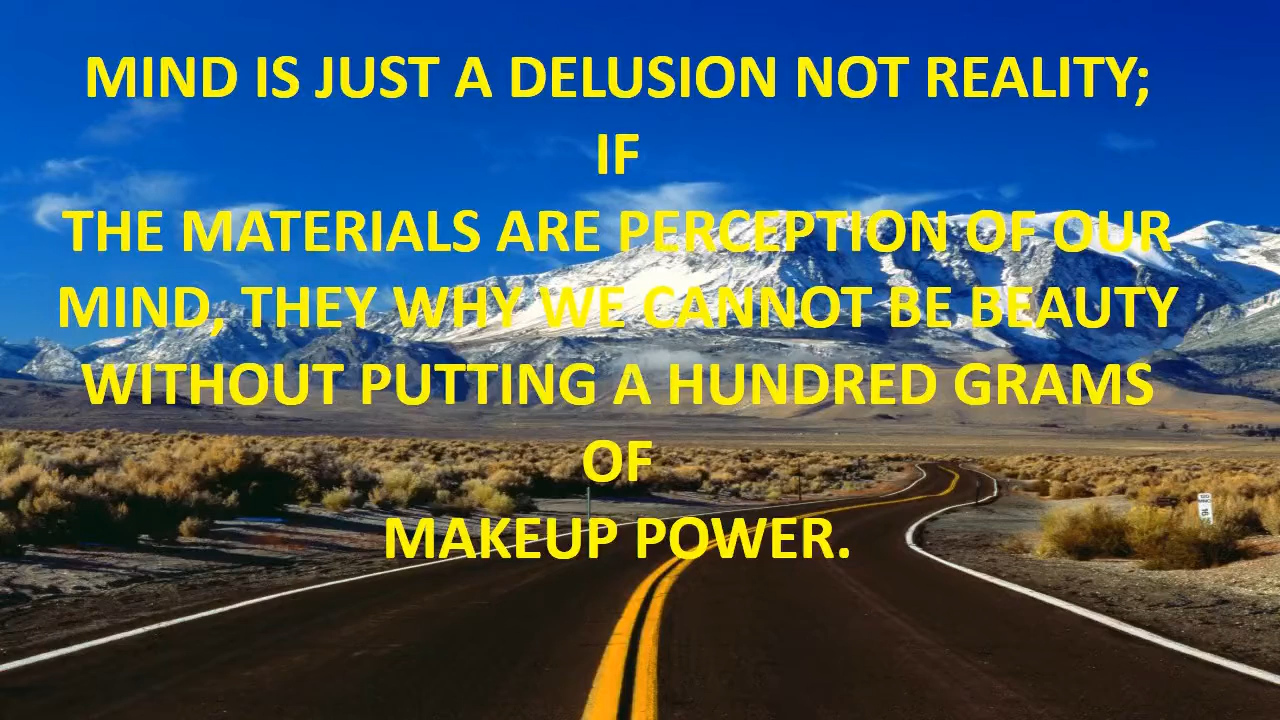 MIND IS JUST A DELUSION NOT REALITY;
IF
THE MATERIALS ARE PERCEPTION OF OUR
MIND, THEY WHY WE CANNOT BE BEAUTY
WITHOUT PUTTING A HUNDRED GRAMS
OF
MAKEUP POWER.